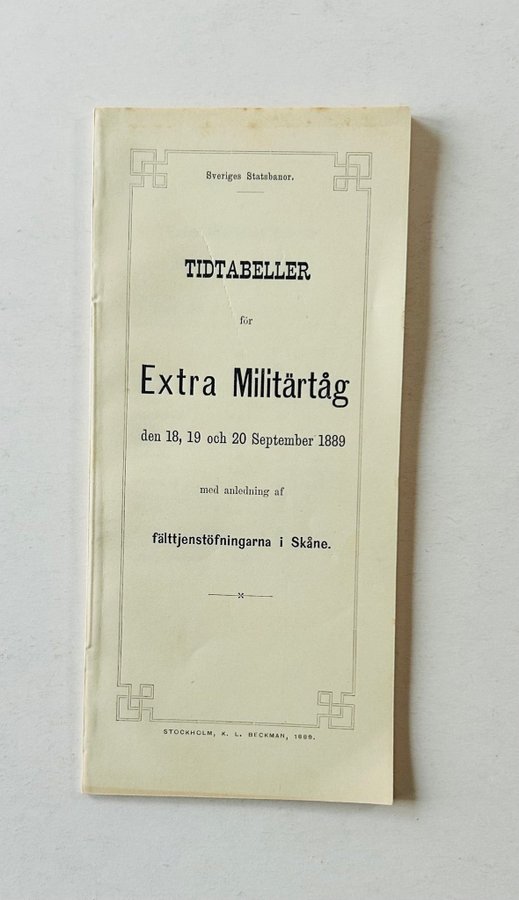 Sveriges Statsbanor.
TIDTABELLER
för
Extra Militärtåg
den 18, 19 och 20 September 1889
med anledning af
fälttjenstöfningarna i Skåne.
STOCKHOLM, K. L. BECKMAN, 1889.